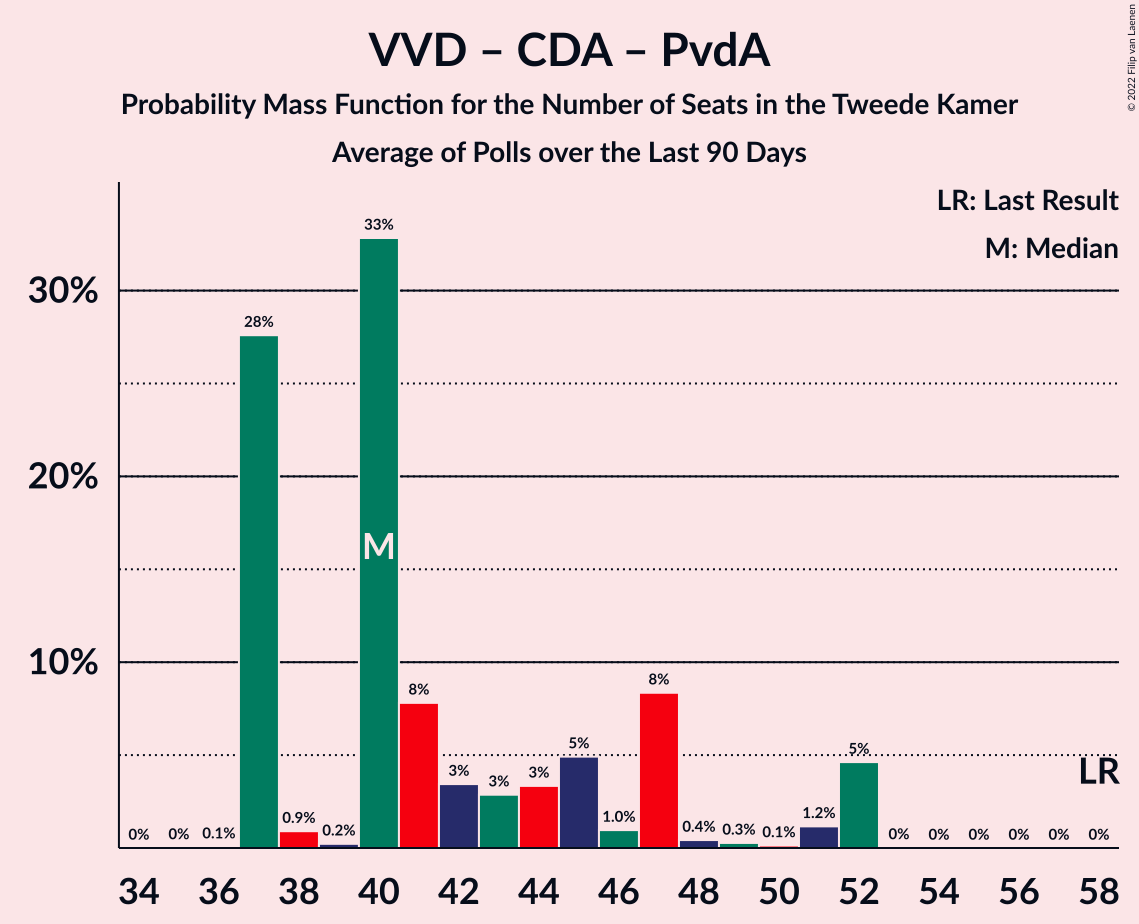 VVD – CDA – PvdA
Probability Mass Function for the Number of Seats in the Tweede Kamer
Average of Polls over the Last 90 Days
© 2022 Filip van Laenen
LR: Last Result
M: Median
30%
20%
10%
0% 0% 0.1% 28% 0.9% 0.2% 33% 8% 3% 3% 3% 5% 1.0% 8% 0.4% 0.3% 0.1% 1.2% 5% 0% 0% 0% 0% 0% 0%
M
LR
34 36 38 40 42 44 46 48 50 52 54 56 58